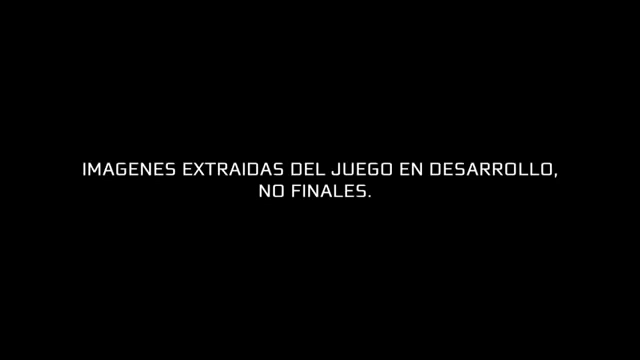 IMAGENES EXTRAIDAS DEL JUEGO EN DESARROLLO,
NO FINALES.